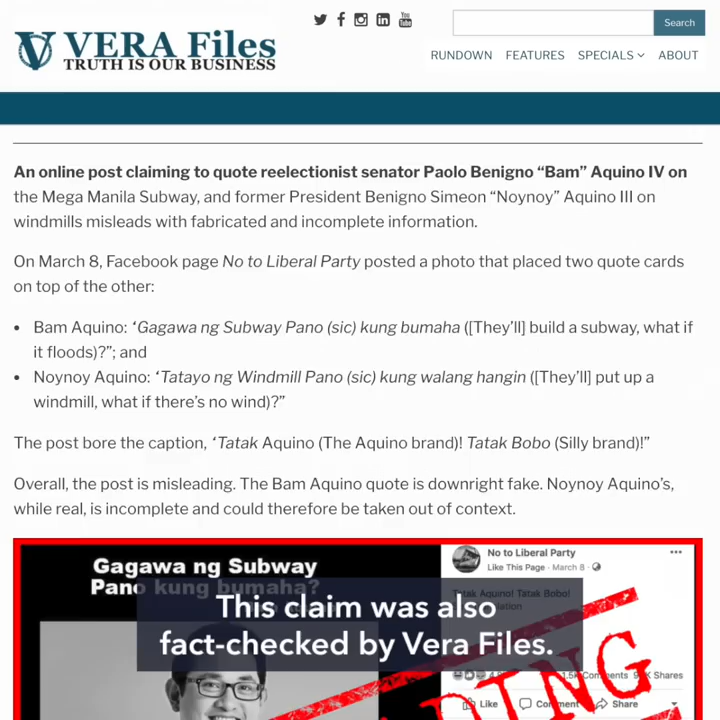 VERA Files
TRUTH IS OUR BUSINESS
Search
RUNDOWN FEATURES SPECIALS ABOUT
An online post claiming to quote reelectionist senator Paolo Benigno “Bam” Aquino IV on
the Mega Manila Subway, and former President Benigno Simeon “Noynoy” Aquino III on
windmills misleads with fabricated and incomplete information.
On March 8, Facebook page No to Liberal Party posted a photo that placed two quote cards
on top of the other:
• Bam Aquino: ‘Gagawa ng Subway Pano (sic) kung bumaha ([They’ll] build a subway, what if
it floods)?”; and
• Noynoy Aquino: ‘Tatayo ng Windmill Pano (sic) kung walang hangin ([They’ll] put up a
windmill, what if there’s no wind)?”
The post bore the caption, ‘Tatak Aquino (The Aquino brand)! Tatak Bobo (Silly brand)!”
Overall, the post is misleading. The Bam Aquino quote is downright fake. Noynoy Aquino’s,
while real, is incomplete and could therefore be taken out of context.
Gagawa ng Subway
Pano kung bumaha?
No to Liberal Party
Like This Page · March 8 ·
Tatak Aquino! Tatak Bobo!
This claim was also
fact-checked by Vera Files.
Comments Shares
Like Comment Share